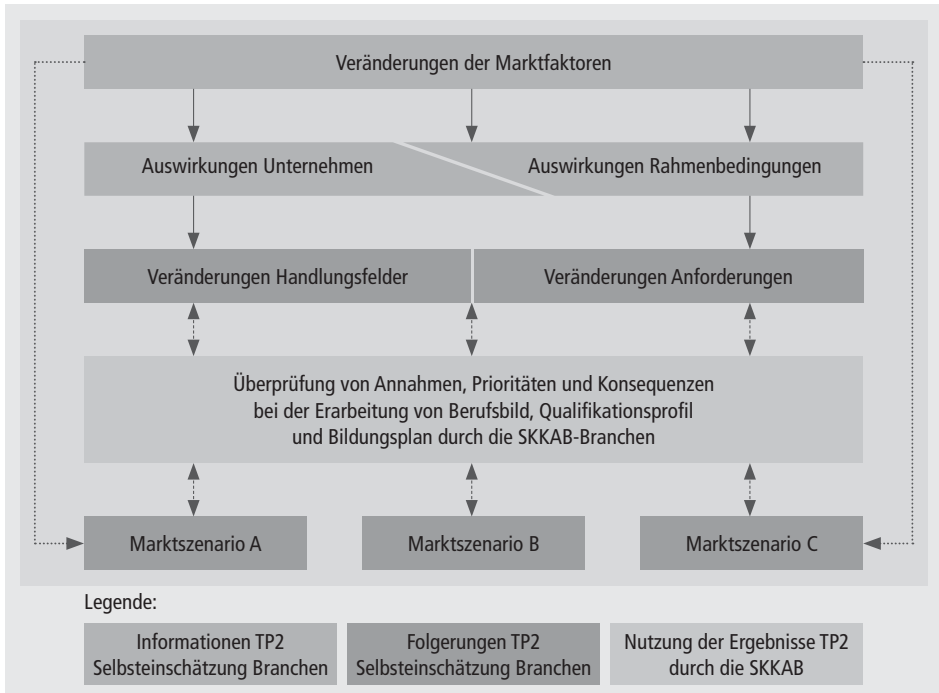 Veränderungen der Marktfaktoren
Auswirkungen Unternehmen
Auswirkungen Rahmenbedingungen
Veränderungen Handlungsfelder
Veränderungen Anforderungen
Überprüfung von Annahmen, Prioritäten und Konsequenzen
bei der Erarbeitung von Berufsbild, Qualifikationsprofil
und Bildungsplan durch die SKKAB-Branchen
Marktszenario A
Marktszenario B
Marktszenario C
Legende:
Informationen TP2
Selbsteinschätzung Branchen
Folgerungen TP2
Selbsteinschätzung Branchen
Nutzung der Ergebnisse TP2
durch die SKKAB